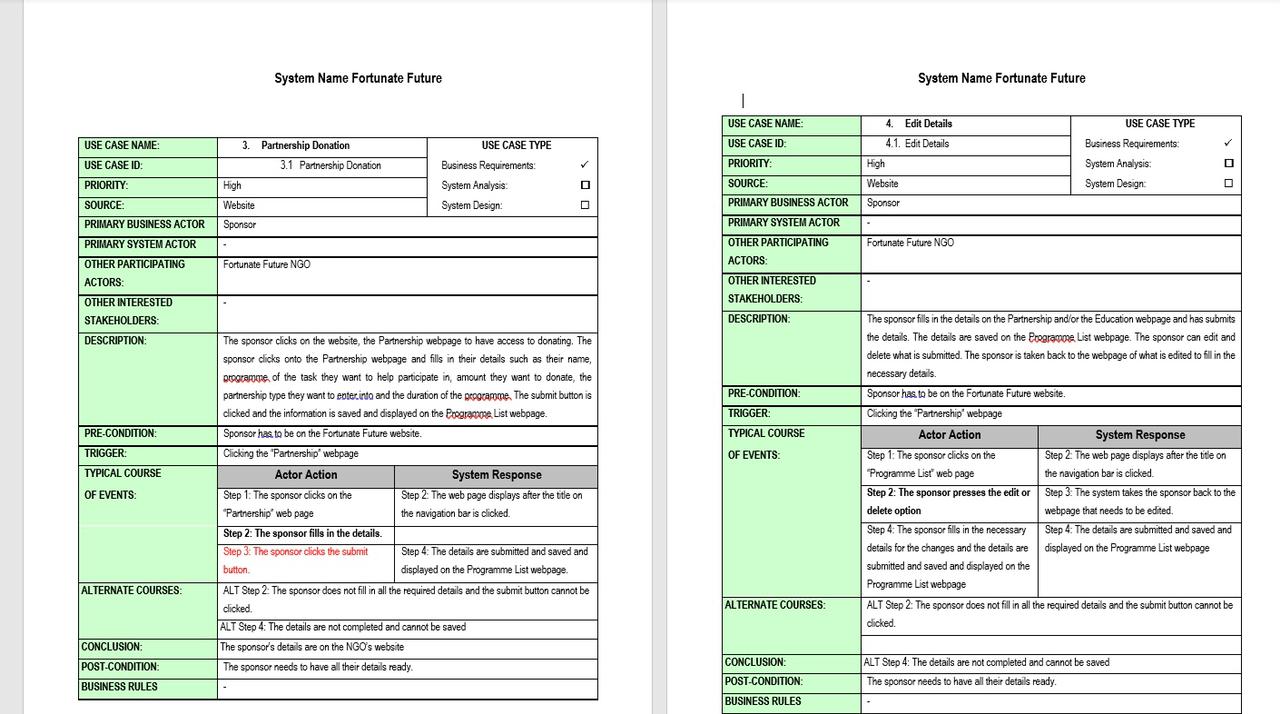 System Name Fortunate Future
USE CASE NAME: 3. Partnership Donation USE CASE TYPE
USE CASE ID: 3.1 Partnership Donation Business Requirements: ✓
PRIORITY: High System Analysis: ☐
SOURCE: Website System Design: ☐
PRIMARY BUSINESS ACTOR Sponsor
PRIMARY SYSTEM ACTOR -
OTHER PARTICIPATING Fortunate Future NGO
ACTORS:
OTHER INTERESTED -
STAKEHOLDERS:
DESCRIPTION: The sponsor clicks on the website, the Partnership webpage to have access to donating. The
sponsor clicks onto the Partnership webpage and fills in their details such as their name,
programme of the task they want to help participate in, amount they want to donate, the
partnership type they want to enter into and the duration of the programme. The submit button is
clicked and the information is saved and displayed on the Programme List webpage.
PRE-CONDITION: Sponsor has to be on the Fortunate Future website.
TRIGGER: Clicking the “Partnership” webpage
TYPICAL COURSE Actor Action System Response
OF EVENTS: Step 1: The sponsor clicks on the Step 2: The web page displays after the title on
“Partnership” web page the navigation bar is clicked.
Step 2: The sponsor fills in the details.
Step 3: The sponsor clicks the submit Step 4: The details are submitted and saved and
button. displayed on the Programme List webpage.
ALTERNATE COURSES: ALT Step 2: The sponsor does not fill in all the required details and the submit button cannot be
clicked.
ALT Step 4: The details are not completed and cannot be saved
CONCLUSION: The sponsor's details are on the NGO's website
POST-CONDITION: The sponsor needs to have all their details ready.
BUSINESS RULES -
System Name Fortunate Future
USE CASE NAME: 4. Edit Details USE CASE TYPE
USE CASE ID: 4.1. Edit Details Business Requirements: ✓
PRIORITY: High System Analysis: ☐
SOURCE: Website System Design: ☐
PRIMARY BUSINESS ACTOR Sponsor
PRIMARY SYSTEM ACTOR -
OTHER PARTICIPATING Fortunate Future NGO
ACTORS:
OTHER INTERESTED -
STAKEHOLDERS:
DESCRIPTION: The sponsor fills in the details on the Partnership and/or the Education webpage and has submits
the details. The details are saved on the Programme List webpage. The sponsor can edit and
delete what is submitted. The sponsor is taken back to the webpage of what is edited to fill in the
necessary details.
PRE-CONDITION: Sponsor has to be on the Fortunate Future website.
TRIGGER: Clicking the “Partnership” webpage
TYPICAL COURSE Actor Action System Response
OF EVENTS: Step 1: The sponsor clicks on the Step 2: The web page displays after the title on
“Programme List” web page the navigation bar is clicked.
Step 2: The sponsor presses the edit or Step 3: The system takes the sponsor back to the
delete option webpage that needs to be edited.
Step 4: The sponsor fills in the necessary Step 4: The details are submitted and saved and
details for the changes and the details are displayed on the Programme List webpage
submitted and saved and displayed on the
Programme List webpage
ALTERNATE COURSES: ALT Step 2: The sponsor does not fill in all the required details and the submit button cannot be
clicked.
CONCLUSION: ALT Step 4: The details are not completed and cannot be saved
POST-CONDITION: The sponsor needs to have all their details ready.
BUSINESS RULES -